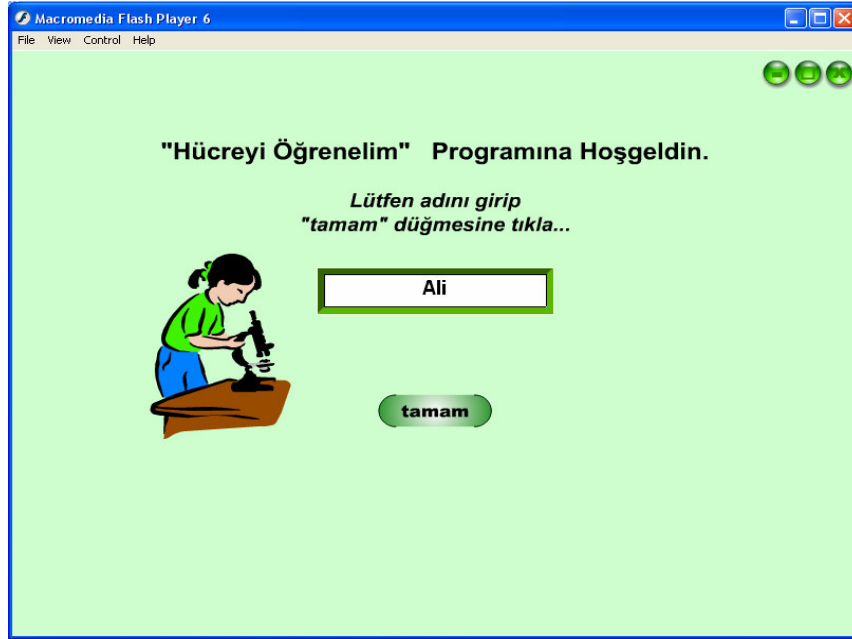 Macromedia Flash Player 6
File View Control Help
"Hücreyi Öğrenelim" Programına Hoşgeldin.
Lütfen adını girip
"tamam" düğmesine tıkla...
Ali
tamam